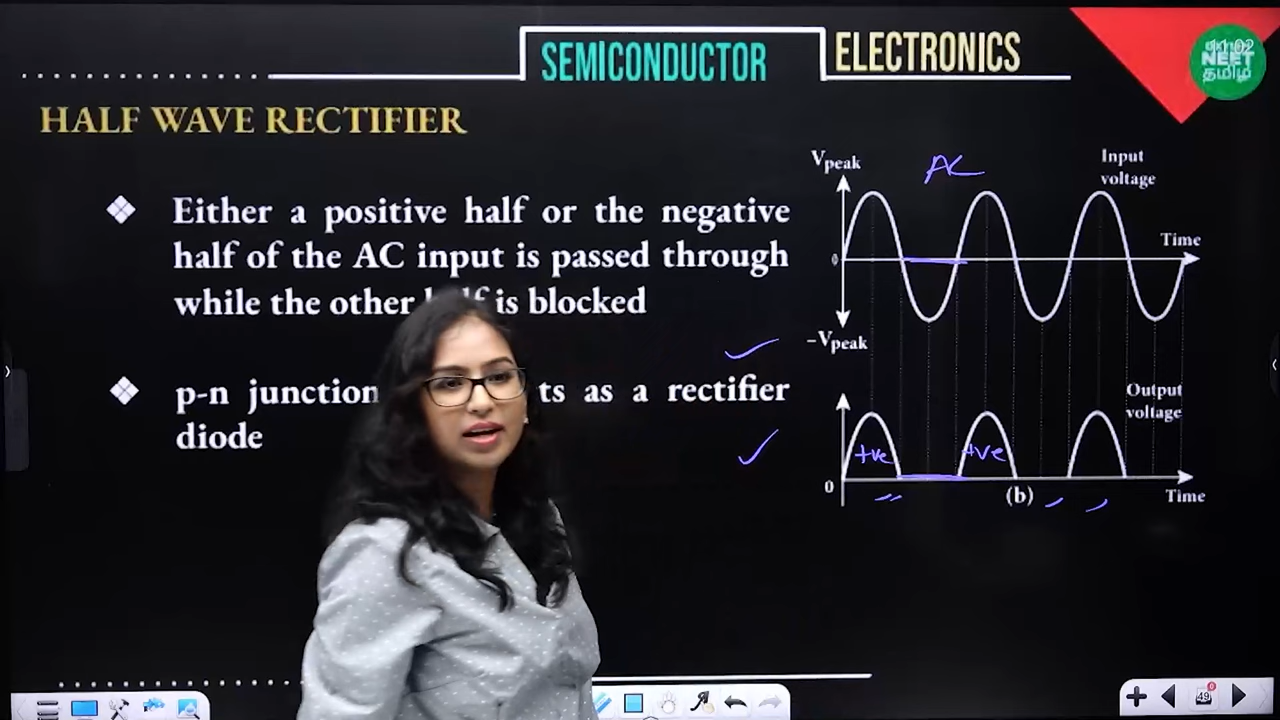 SEMICONDUCTOR ELECTRONICS
NEET
தமிழ்
HALF WAVE RECTIFIER
Either a positive half or the negative
half of the AC input is passed through
while the other half is blocked
p-n junction ts as a rectifier
diode
Vpeak
AC
Input
voltage
0
Time
-Vpeak
Output
voltage
+ve
+ve
0
(b)
Time
49